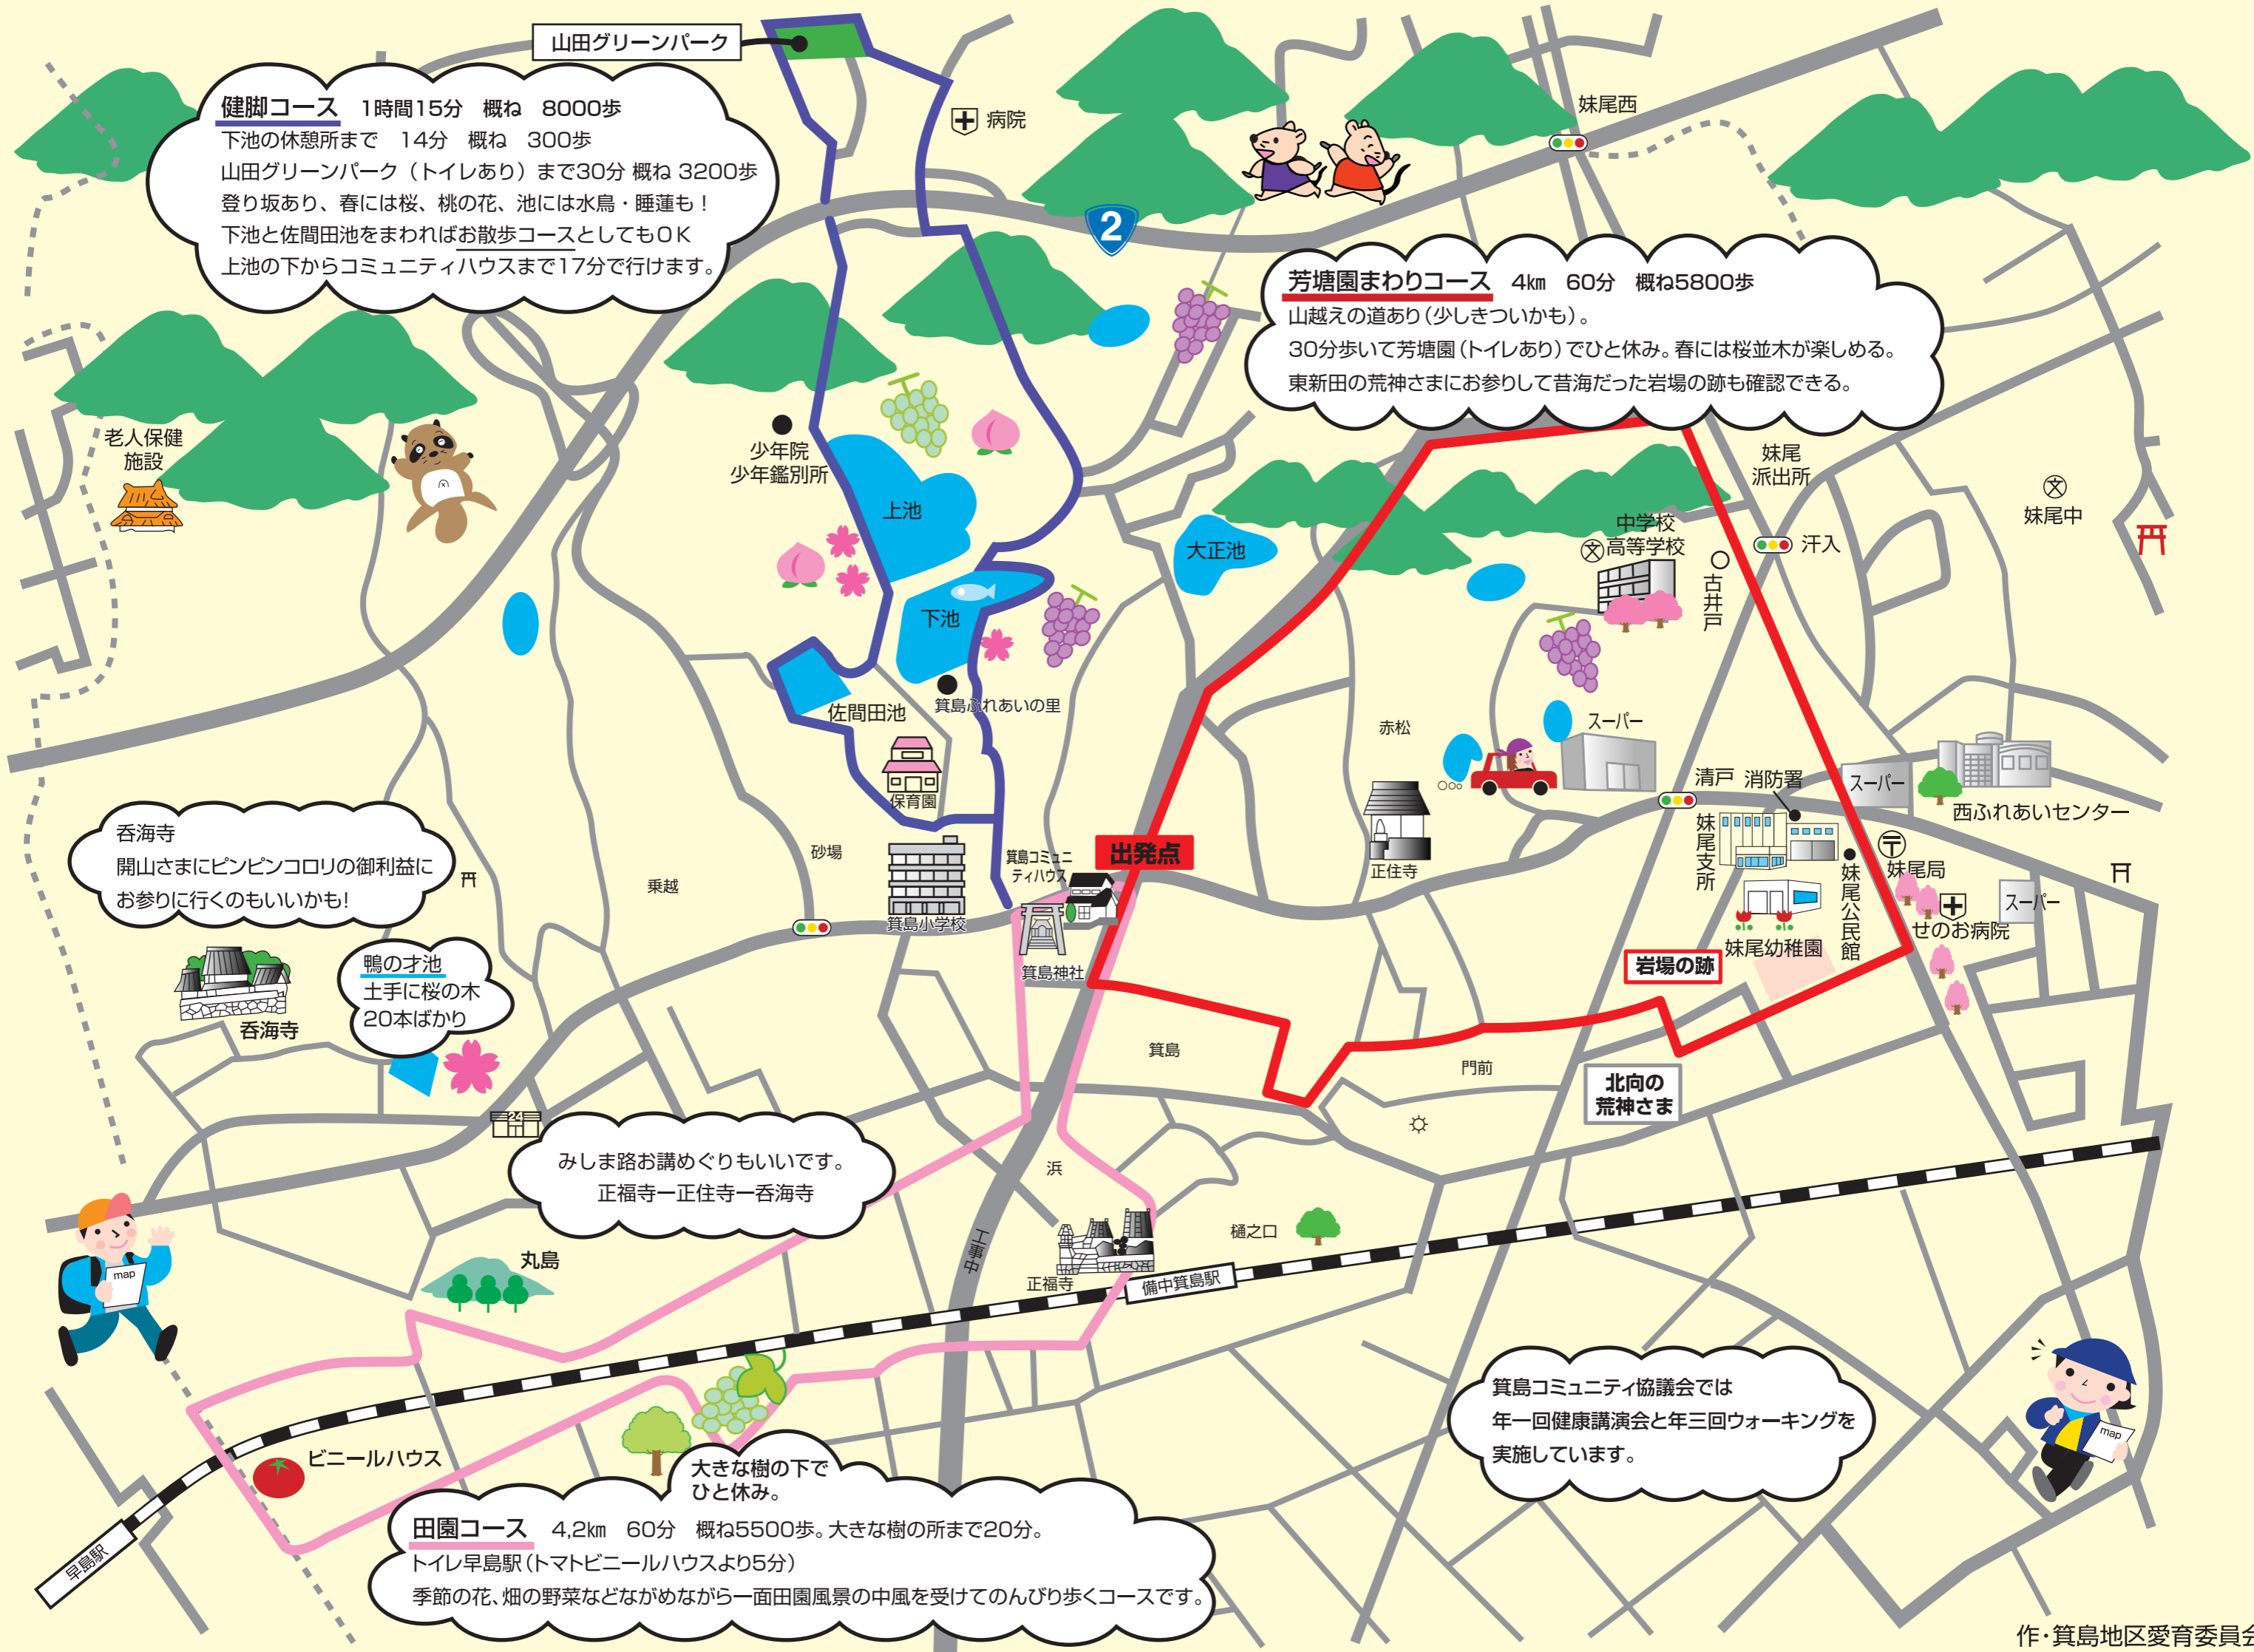 山田グリーンパーク
健脚コース　1時間15分　概ね　8000歩
下池の休憩所まで　14分　概ね　300歩
山田グリーンパーク（トイレあり）まで30分 概ね 3200歩
登り坂あり、春には桜、桃の花、池には水鳥・睡蓮も！
下池と佐間田池をまわればお散歩コースとしてもＯＫ
上池の下からコミュニティハウスまで17分で行けます。
病院
妹尾西
2
芳塘園まわりコース　4㎞　60分　概ね5800歩
山越えの道あり（少しきついかも）。
30分歩いて芳塘園（トイレあり）でひと休み。春には桜並木が楽しめる。
東新田の荒神さまにお参りして昔海だった岩場の跡も確認できる。
老人保健
施設
少年院
少年鑑別所
上池
下池
大正池
妹尾
派出所
妹尾中
中学校
高等学校
汗入
古井戸
佐間田池
箕島ふれあいの里
赤松
スーパー
保育園
清戸
消防署
スーパー
西ふれあいセンター
呑海寺
開山さまにピンピンコロリの御利益に
お参りに行くのもいいかも!
乗越
砂場
箕島小学校
箕島コミュニ
ティハウス
出発点
正住寺
妹尾支所
妹尾局
妹尾公民館
スーパー
せのお病院
妹尾幼稚園
岩場の跡
箕島神社
呑海寺
鴨の才池
土手に桜の木
20本ばかり
箕島
門前
北向の
荒神さま
24
みしま路お講めぐりもいいです。
正福寺ー正住寺ー呑海寺
浜
工事中
樋之口
正福寺
備中箕島駅
丸島
map
ビニールハウス
早島駅
大きな樹の下で
ひと休み。
田園コース　4,2㎞　60分　概ね5500歩。大きな樹の所まで20分。
トイレ早島駅（トマトビニールハウスより5分）
季節の花、畑の野菜などながめながら一面田園風景の中風を受けてのんびり歩くコースです。
箕島コミュニティ協議会では
年一回健康講演会と年三回ウォーキングを
実施しています。
map
作・箕島地区愛育委員会